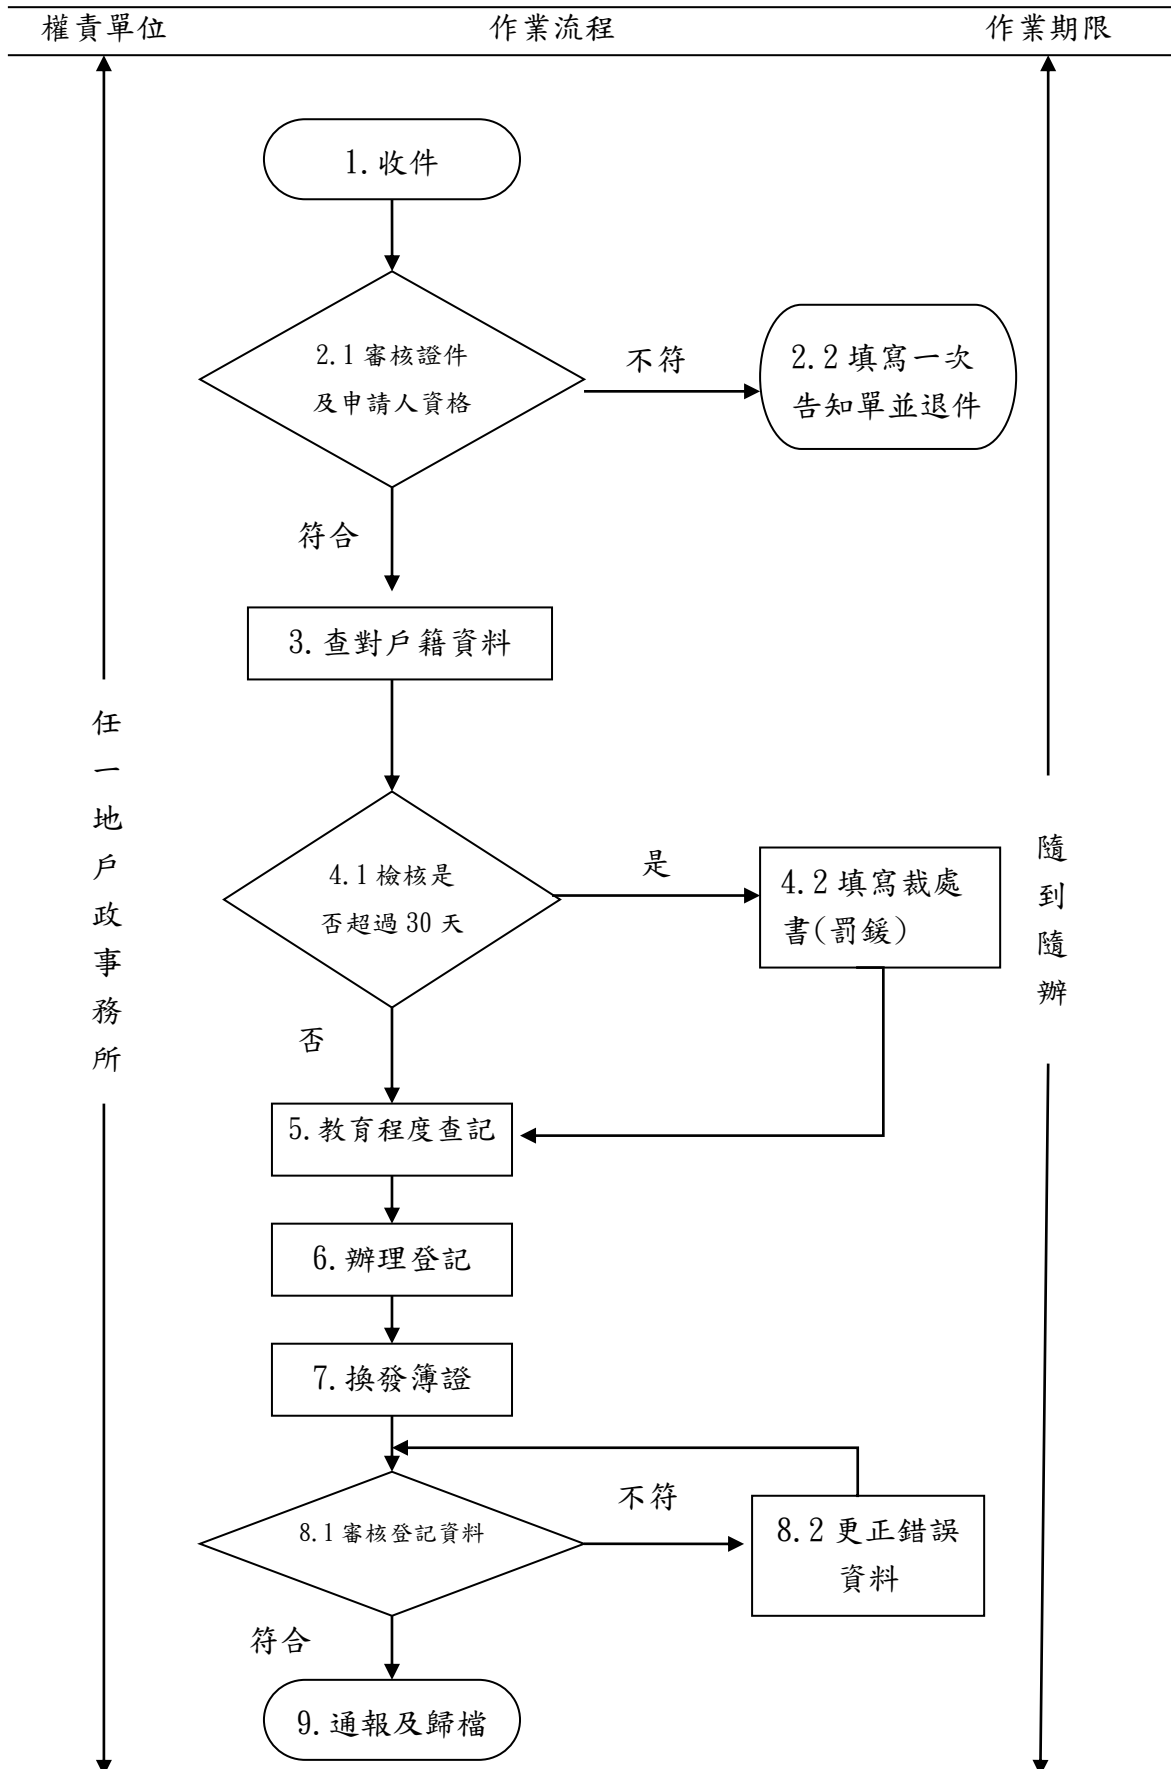 權責單位 作業流程 作業期限
1.收件
2.1 審核證件
及申請人資格
不符
2.2 填寫一次
告知單並退件
符合
3.查對戶籍資料
任一地戶政事務所
隨到隨辦
4.1 檢核是
否超過 30 天
是
4.2 填寫裁處
書(罰鍰)
否
5.教育程度查記
6.辦理登記
7.換發簿證
8.1 審核登記資料
不符
8.2 更正錯誤
資料
符合
9.通報及歸檔